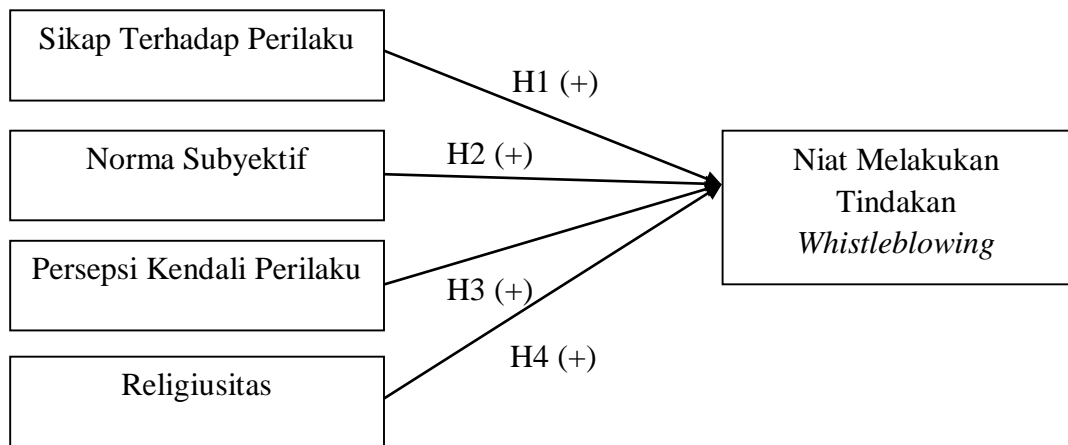 Sikap Terhadap Perilaku
H1 (+)
Norma Subyektif
H2 (+)
Niat Melakukan
Tindakan
Whistleblowing
Persepsi Kendali Perilaku
H3 (+)
H4 (+)
Religiusitas